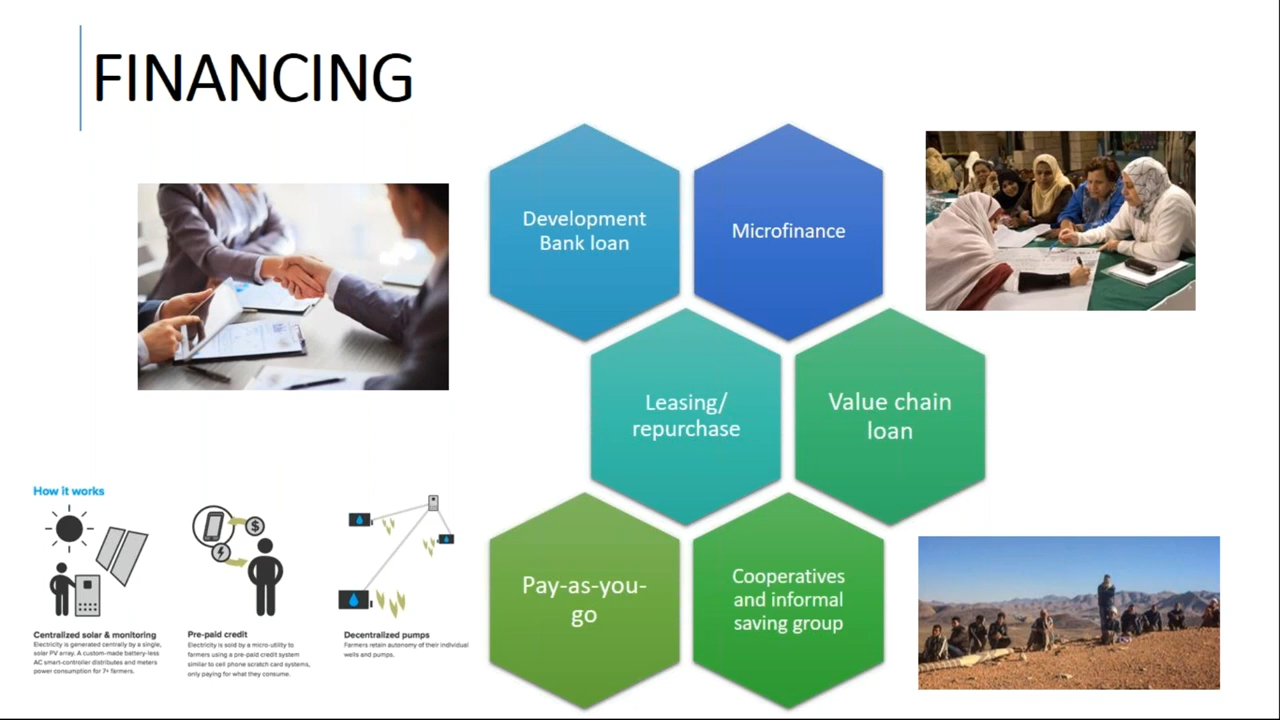 FINANCING
Development
Bank loan
Microfinance
Leasing/
repurchase
Value chain
loan
Pay-as-you-
go
Cooperatives
and informal
saving group
How it works
$
Centralized solar & monitoring
Electricity is generated centrally by a single,
solar PV array. A custom-made battery-less
AC smart-controller distributes and meters
power consumption for 7+ farmers.
Pre-paid credit
Electricity is sold by a micro-utility to
farmers using a pre-paid credit system
similar to cell phone scratch card systems,
only paying for what they consume.
Decentralized pumps
Farmers retain autonomy of their individual
wells and pumps.